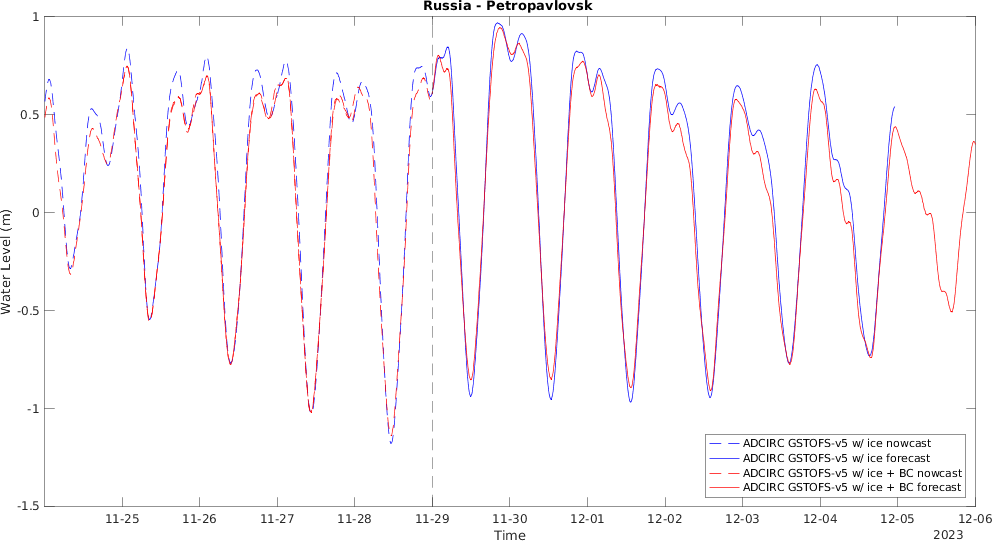 Russia - Petropavlovsk
1
0.5
0
-0.5
-1
-1.5
Water Level (m)
ADCIRC GSTOFS-v5 w/ ice nowcast
ADCIRC GSTOFS-v5 w/ ice forecast
ADCIRC GSTOFS-v5 w/ ice + BC nowcast
ADCIRC GSTOFS-v5 w/ ice + BC forecast
11-25 11-26 11-27 11-28 11-29 11-30 12-01 12-02 12-03 12-04 12-05 12-06
Time
2023